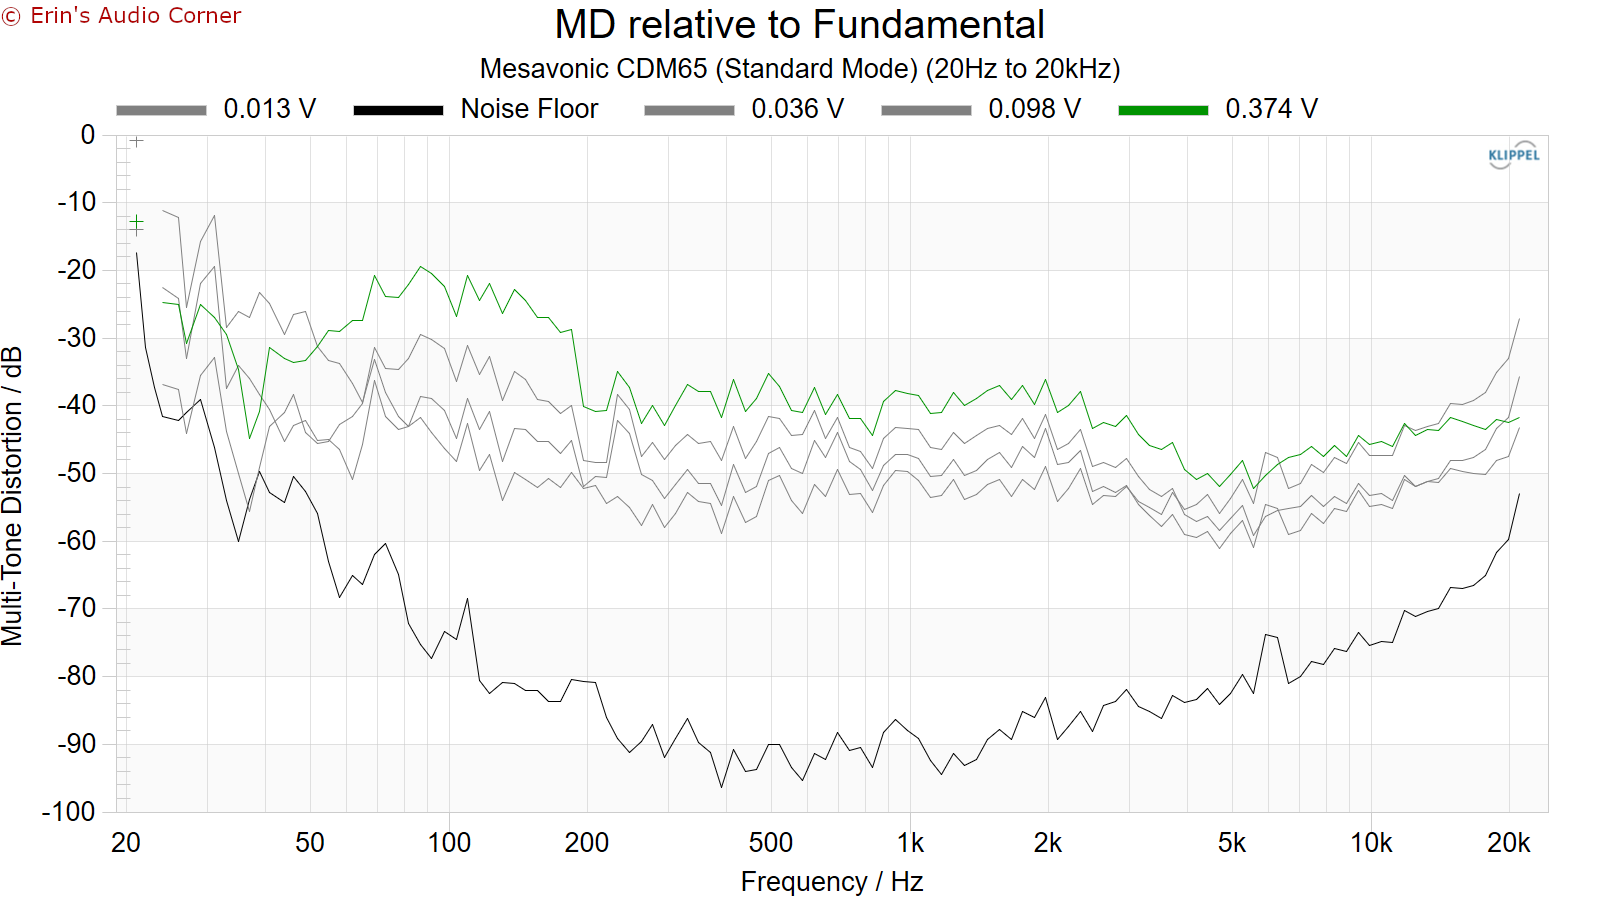 © Erin's Audio Corner
MD relative to Fundamental
Mesavonic CDM65 (Standard Mode) (20Hz to 20kHz)
0.013 V Noise Floor 0.036 V 0.098 V 0.374 V
KLIPPEL
0
-10
-20
-30
-40
-50
-60
-70
-80
-90
-100
Multi-Tone Distortion / dB
20 50 100 200 500 1k 2k 5k 10k 20k
Frequency / Hz